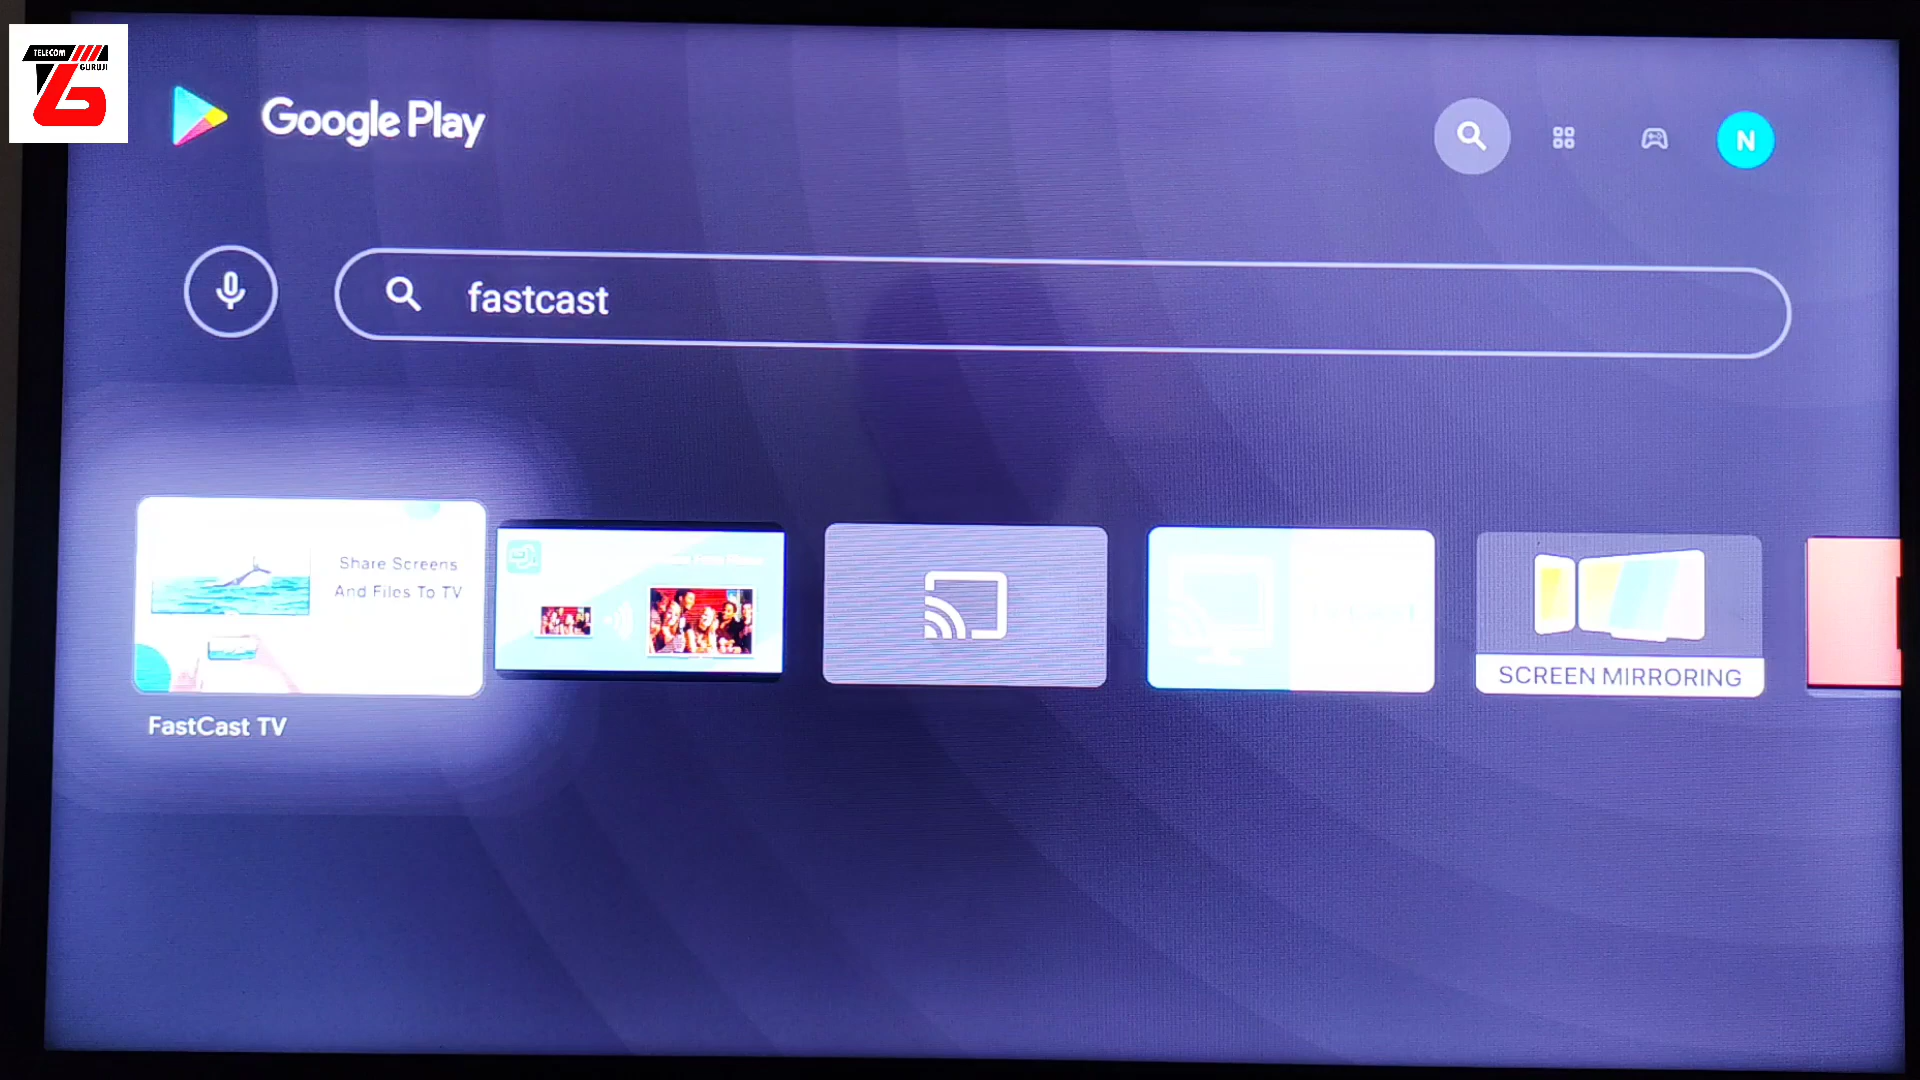 TELECOM
GURUJI
Google Play
N
fastcast
Share Screens
And Files To TV
SCREEN MIRRORING
FastCast TV